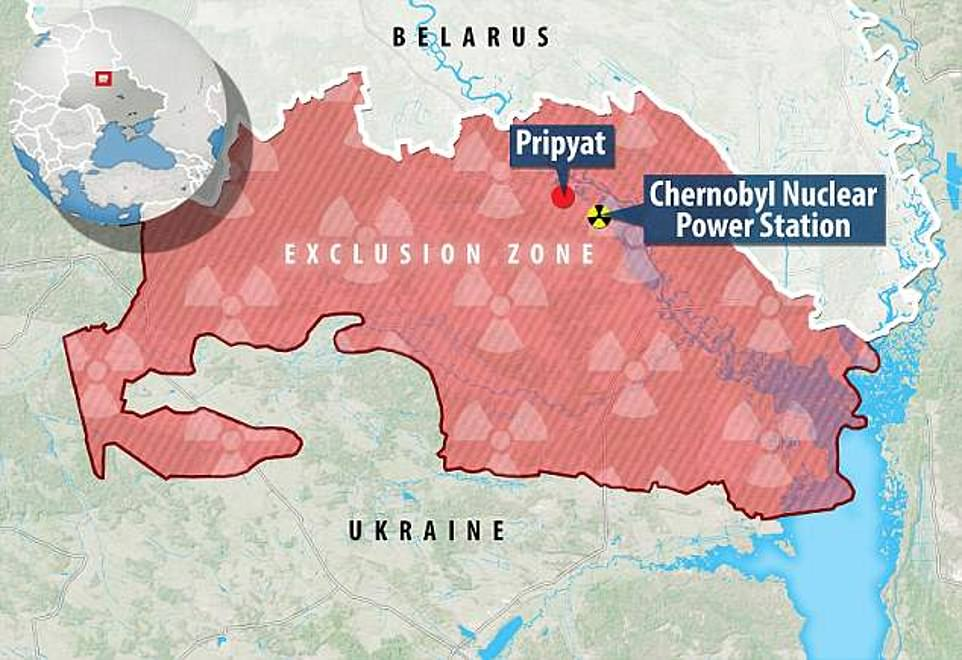 BELARUS
Pripyat
Chernobyl Nuclear
Power Station
EXCLUSION ZONE
UKRAINE